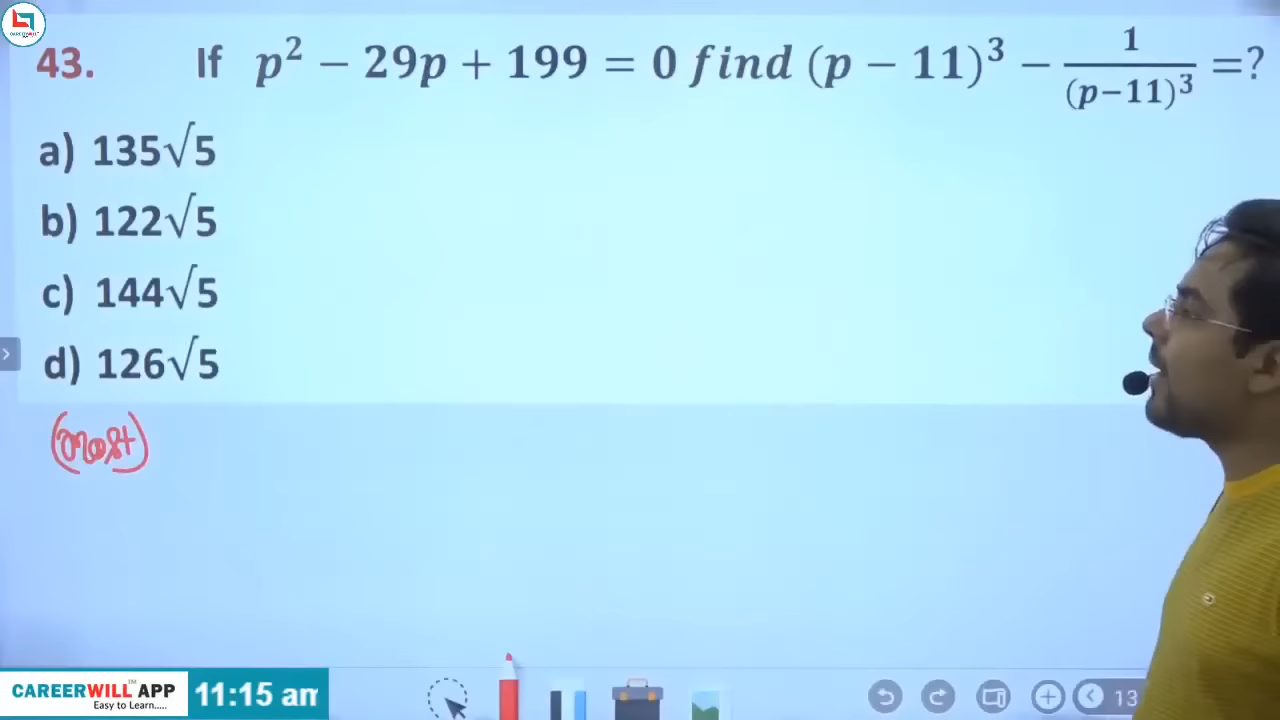 CAREERWILL
43. If p² − 29p + 199 = 0 find (p − 11)³ − 1/(p−11)³ =?
a) 135√5
b) 122√5
c) 144√5
d) 126√5
(most)
CAREERWILL™ APP
Easy to Learn.....
11:15 am
13